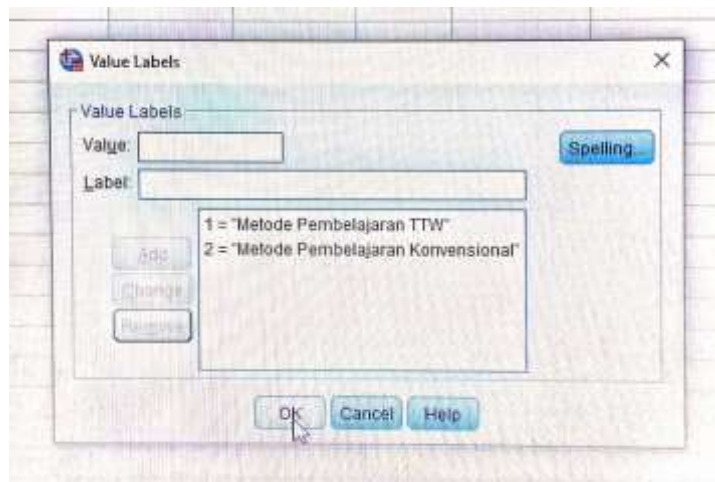 Value Labels
Value Labels
Value:
Spelling...
Label:
1 = "Metode Pembelajaran TTW"
2 = "Metode Pembelajaran Konvensional"
Add
Change
Remove
OK
Cancel
Help